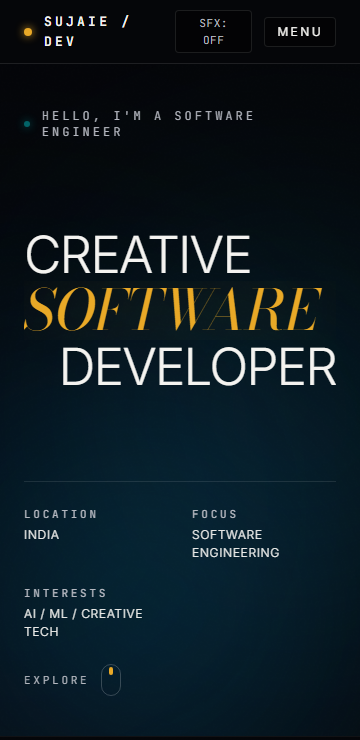 SUJAIE /
DEV
SFX:
OFF
MENU
HELLO, I'M A SOFTWARE
ENGINEER
CREATIVE
SOFTWARE
DEVELOPER
LOCATION
INDIA
FOCUS
SOFTWARE
ENGINEERING
INTERESTS
AI / ML / CREATIVE
TECH
EXPLORE